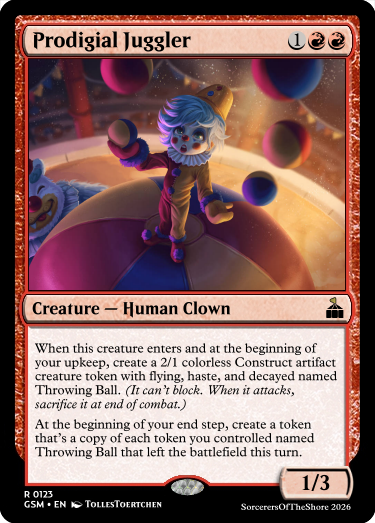 Prodigial Juggler 1
Creature — Human Clown
When this creature enters and at the beginning of
your upkeep, create a 2/1 colorless Construct artifact
creature token with flying, haste, and decayed named
Throwing Ball. (It can't block. When it attacks,
sacrifice it at end of combat.)
At the beginning of your end step, create a token
that's a copy of each token you controlled named
Throwing Ball that left the battlefield this turn.
1/3
R 0123
GSM • EN TollesToertchen
SorcerersOfTheShore 2026